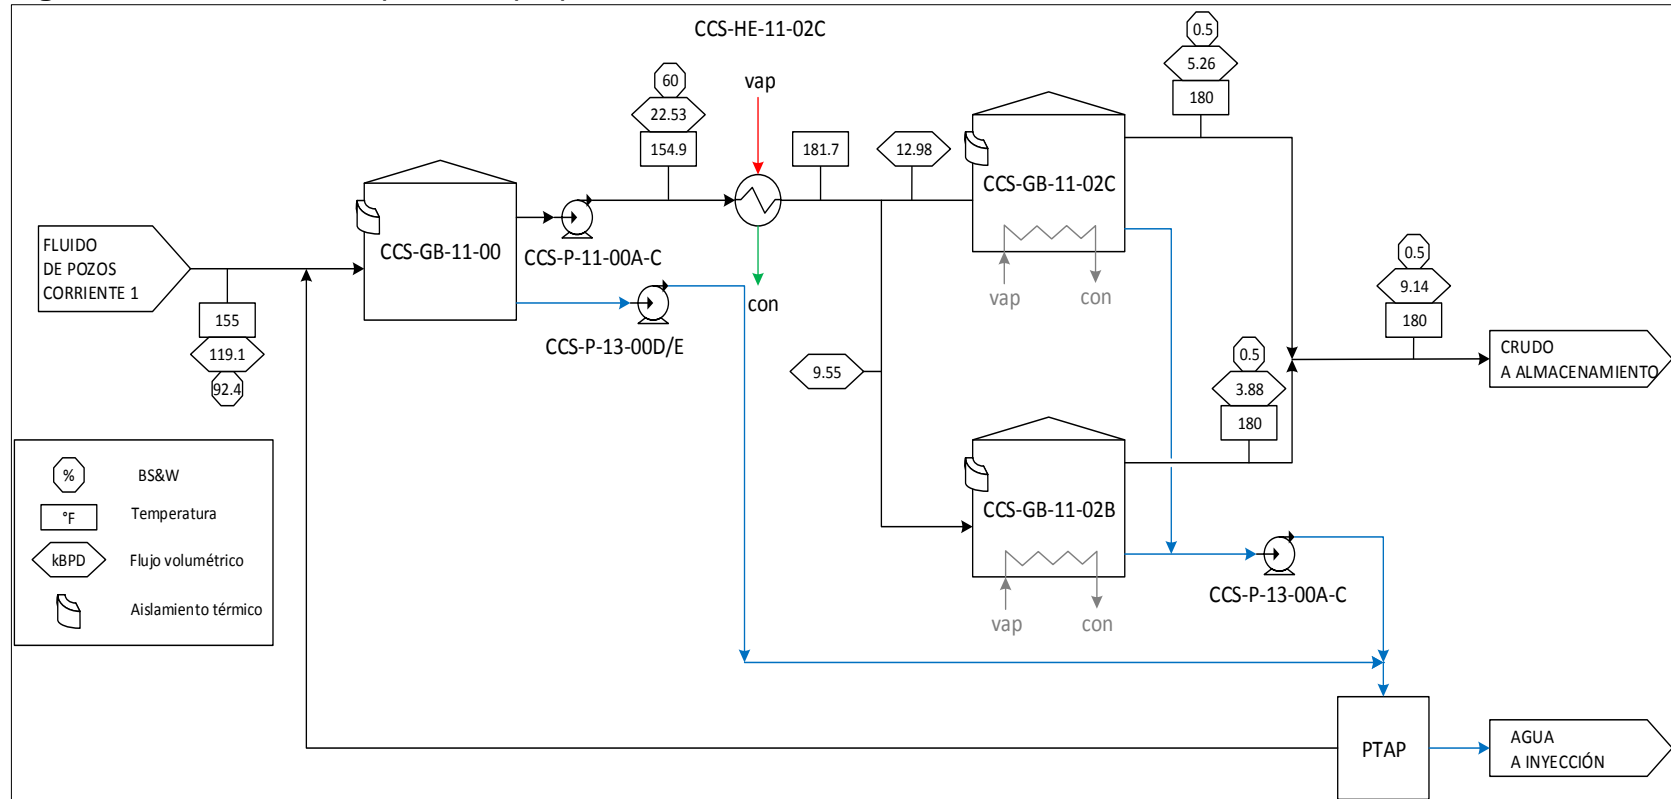 CCS-HE-11-02C
0.5
5.26
180
60
22.53
154.9
vap
181.7
12.98
CCS-GB-11-02C
CCS-GB-11-00
CCS-P-11-00A-C
FLUIDO
DE POZOS
CORRIENTE 1
155
119.1
92.4
con
vap
con
CCS-P-13-00D/E
0.5
9.14
180
9.55
0.5
3.88
180
CRUDO
A ALMACENAMIENTO
%
BS&W
°F
Temperatura
kBPD
Flujo volumétrico
Aislamiento térmico
CCS-GB-11-02B
vap
con
CCS-P-13-00A-C
PTAP
AGUA
A INYECCIÓN